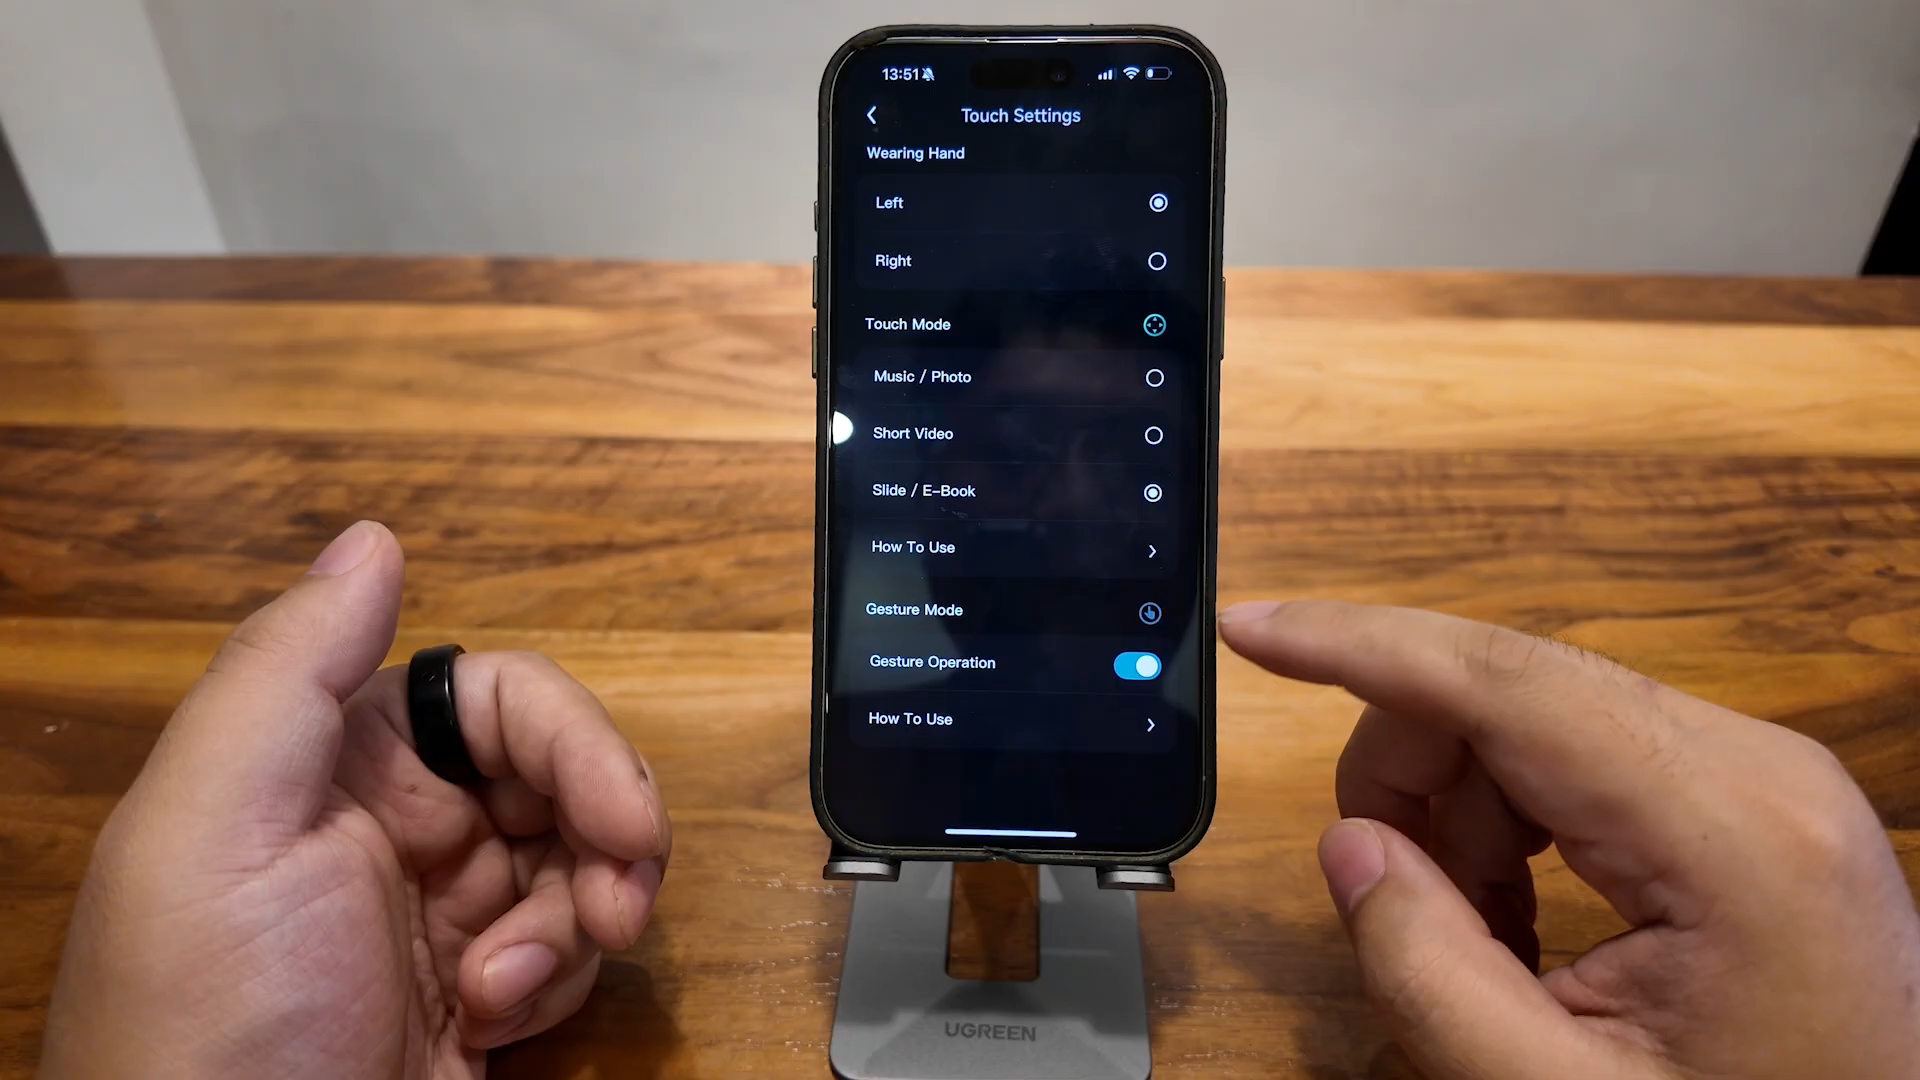 13:51
Touch Settings
Wearing Hand
Left
Right
Touch Mode
Music / Photo
Short Video
Slide / E-Book
How To Use
Gesture Mode
Gesture Operation
How To Use
UGREEN